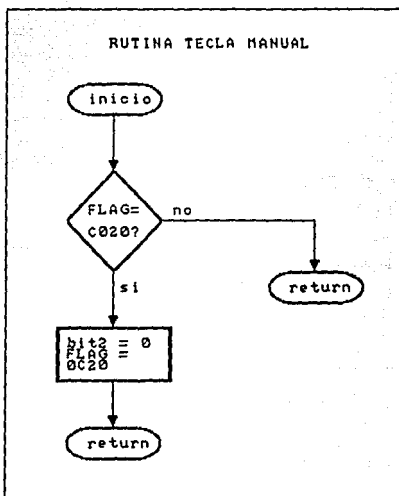 RUTINA TECLA MANUAL
inicio
FLAG=
C020?
no
si
return
bit2 = 0
FLAG =
0C20
return